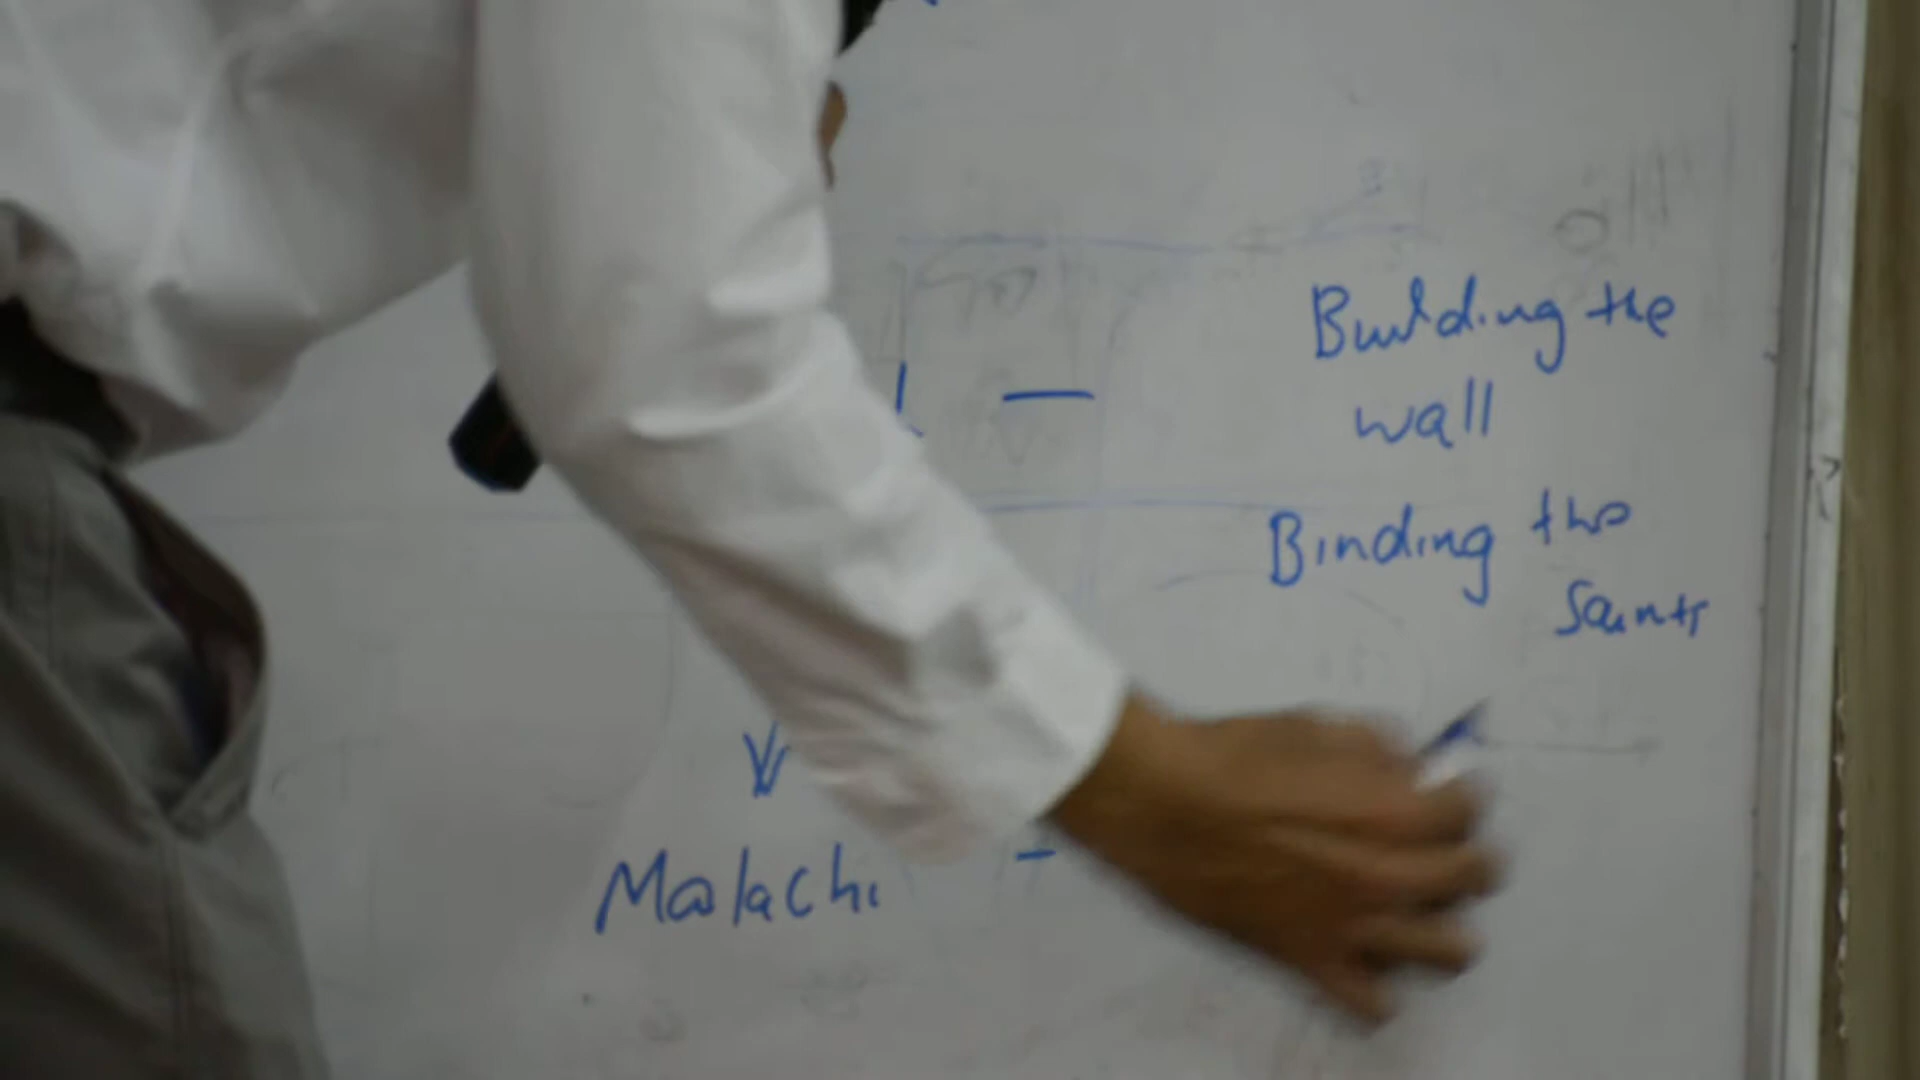 Building the
wall
Binding the
Saints
Malachi -